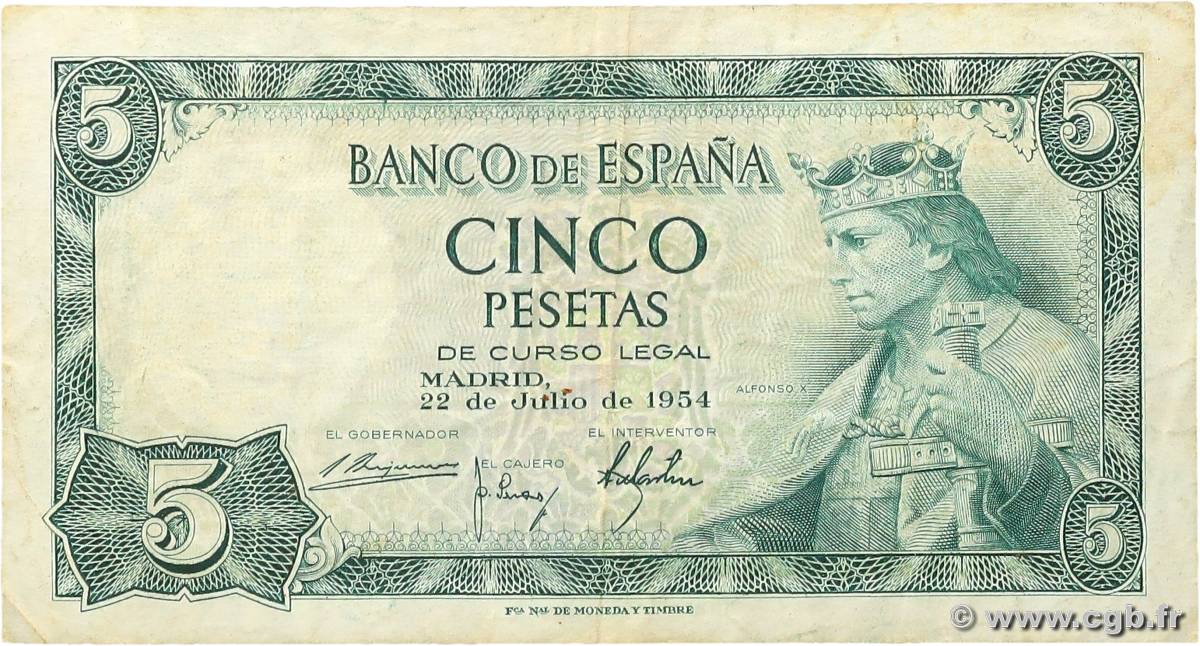 5
5
BANCO DE ESPAÑA
CINCO
PESETAS
DE CURSO LEGAL
MADRID,
22 de Julio de 1954
ALFONSO X
EL GOBERNADOR
EL INTERVENTOR
EL CAJERO
5
5
FCA NAL DE MONEDA Y TIMBRE
© www.cgb.fr